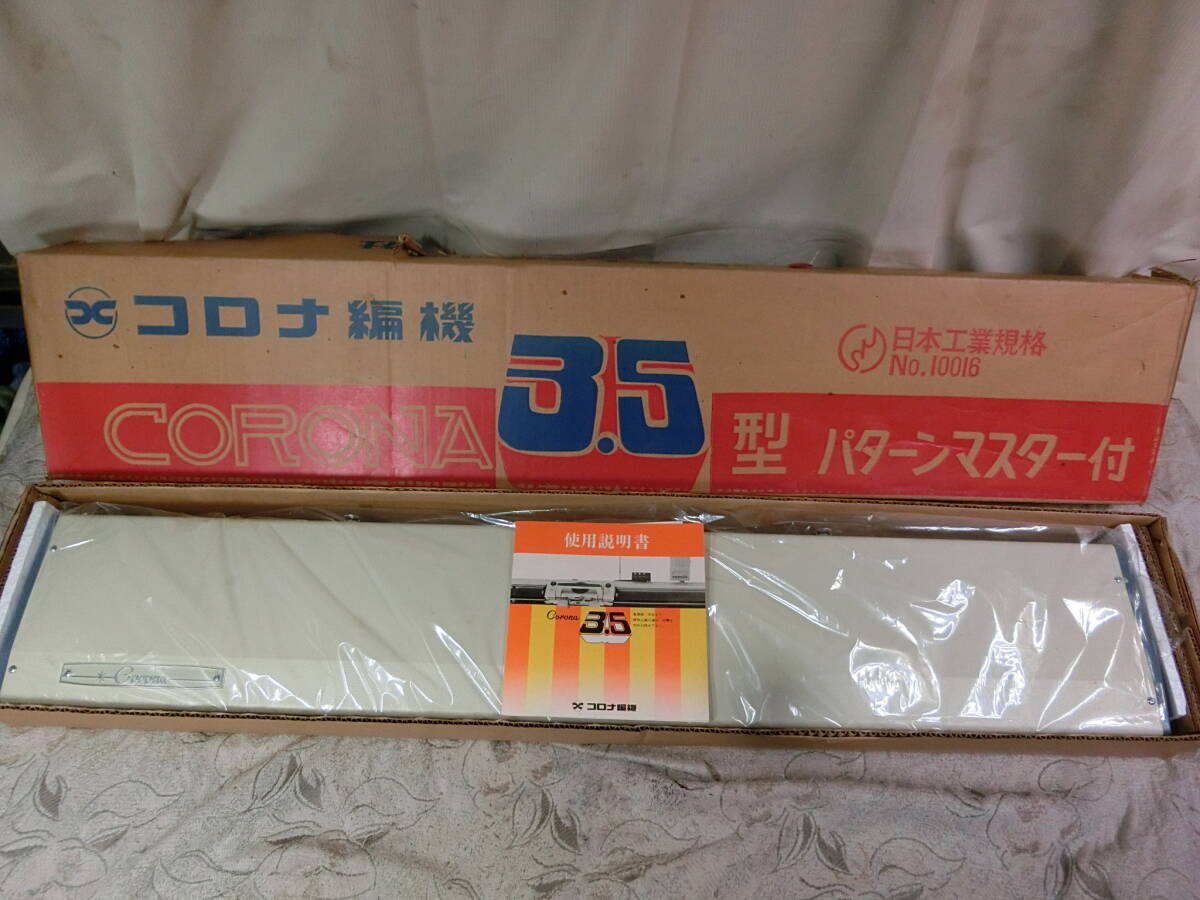 コロナ編機
日本工業規格
No.10016
CORONA
3.5
型 パターンマスター付
使用説明書
Corona
3.5
コロナ編機
Corona